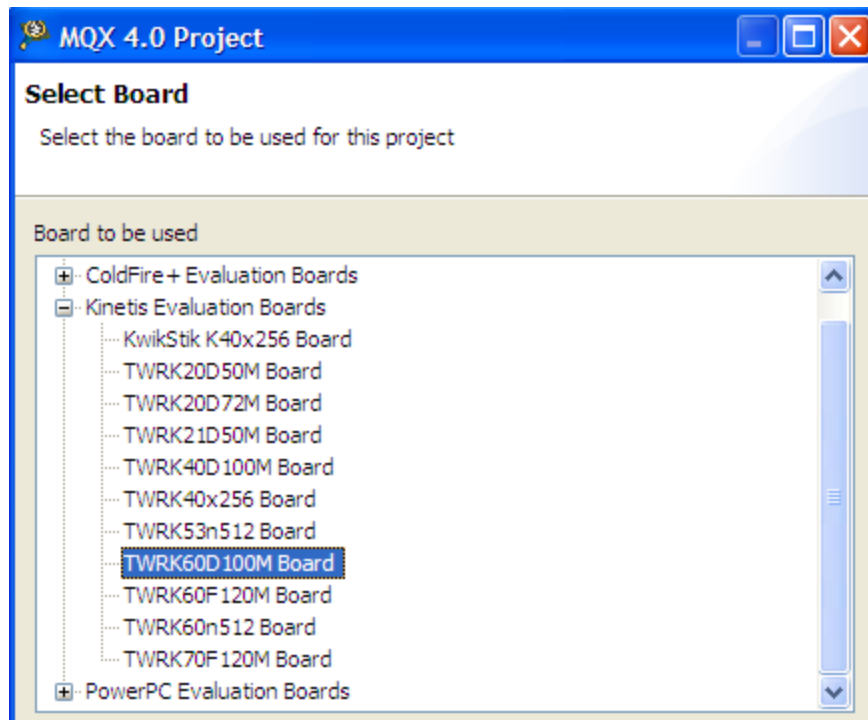 MQX 4.0 Project
Select Board
Select the board to be used for this project
Board to be used
ColdFire+ Evaluation Boards
Kinetis Evaluation Boards
KwikStik K40x256 Board
TWRK20D50M Board
TWRK20D72M Board
TWRK21D50M Board
TWRK40D100M Board
TWRK40x256 Board
TWRK53n512 Board
TWRK60D100M Board
TWRK60F120M Board
TWRK60n512 Board
TWRK70F120M Board
PowerPC Evaluation Boards